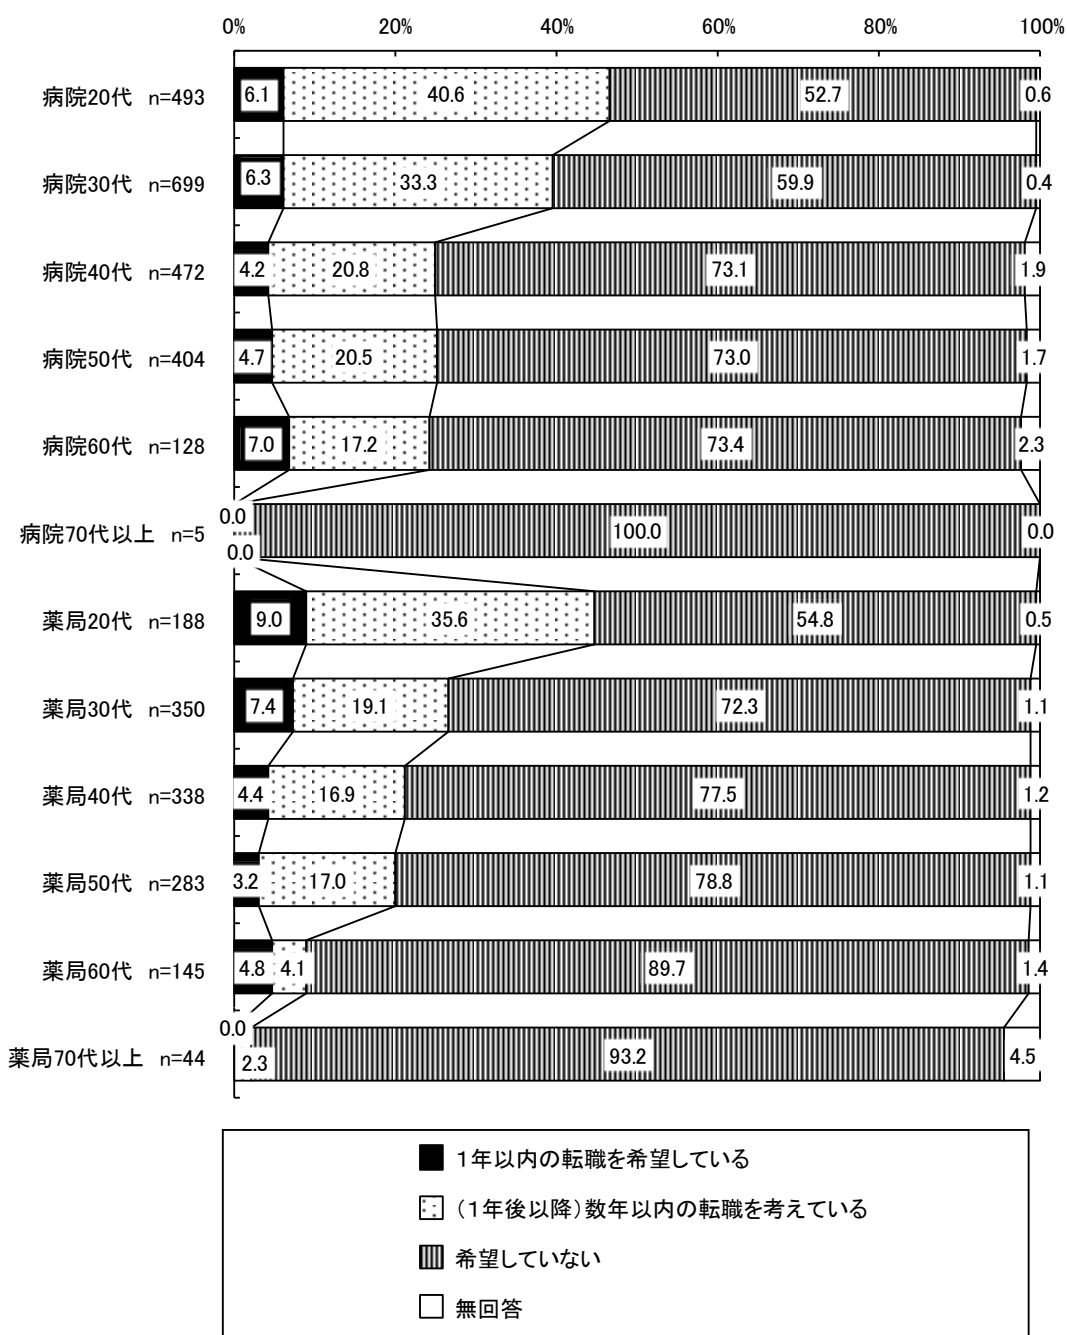 0% 20% 40% 60% 80% 100%
病院20代 n=493 6.1 40.6 52.7 0.6
病院30代 n=699 6.3 33.3 59.9 0.4
病院40代 n=472 4.2 20.8 73.1 1.9
病院50代 n=404 4.7 20.5 73.0 1.7
病院60代 n=128 7.0 17.2 73.4 2.3
病院70代以上 n=5 0.0 0.0 100.0 0.0
薬局20代 n=188 9.0 35.6 54.8 0.5
薬局30代 n=350 7.4 19.1 72.3 1.1
薬局40代 n=338 4.4 16.9 77.5 1.2
薬局50代 n=283 3.2 17.0 78.8 1.1
薬局60代 n=145 4.8 4.1 89.7 1.4
薬局70代以上 n=44 0.0 2.3 93.2 4.5
１年以内の転職を希望している
（１年後以降）数年以内の転職を考えている
希望していない
無回答